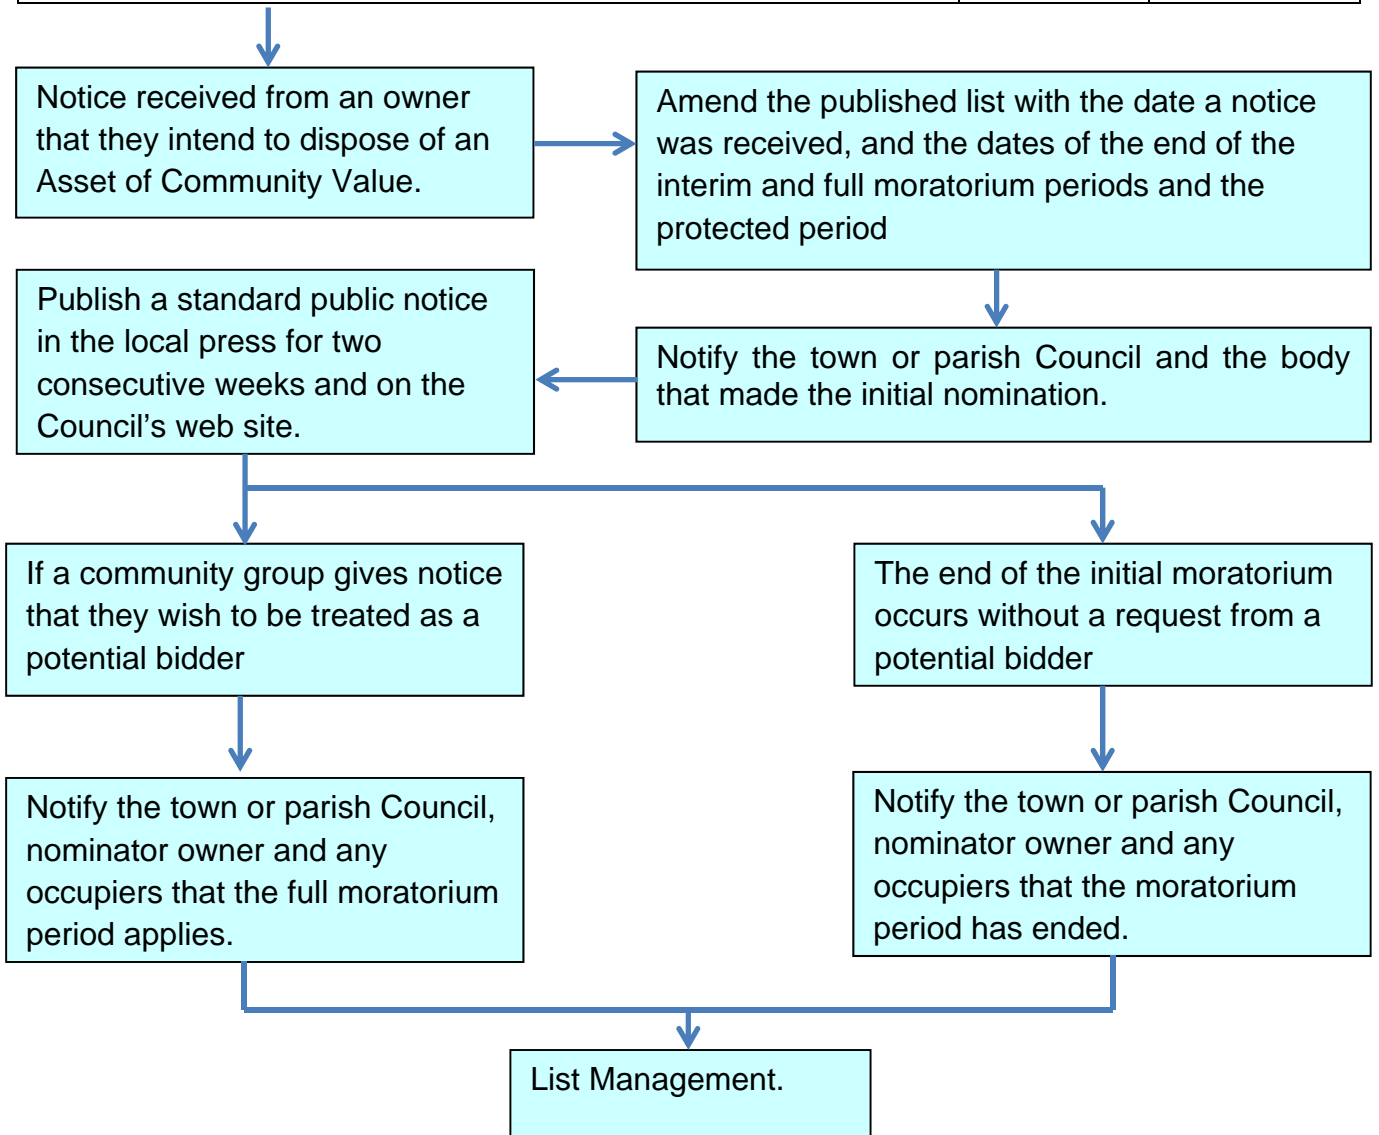 Notice received from an owner
that they intend to dispose of an
Asset of Community Value.
Amend the published list with the date a notice
was received, and the dates of the end of the
interim and full moratorium periods and the
protected period
Notify the town or parish Council and the body
that made the initial nomination.
Publish a standard public notice
in the local press for two
consecutive weeks and on the
Council’s web site.
If a community group gives notice
that they wish to be treated as a
potential bidder
The end of the initial moratorium
occurs without a request from a
potential bidder
Notify the town or parish Council,
nominator owner and any
occupiers that the full moratorium
period applies.
Notify the town or parish Council,
nominator owner and any
occupiers that the moratorium
period has ended.
List Management.